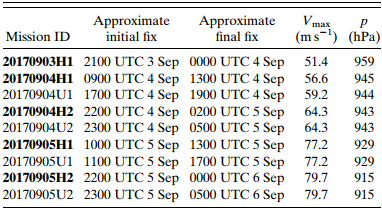 Approximate Approximate Vmax p
Mission ID initial fix final fix (m s−1) (hPa)
20170903H1 2100 UTC 3 Sep 0000 UTC 4 Sep 51.4 959
20170904H1 0900 UTC 4 Sep 1300 UTC 4 Sep 56.6 945
20170904U1 1700 UTC 4 Sep 1900 UTC 4 Sep 59.2 944
20170904H2 2200 UTC 4 Sep 0200 UTC 5 Sep 64.3 943
20170904U2 2300 UTC 4 Sep 0500 UTC 5 Sep 64.3 943
20170905H1 1000 UTC 5 Sep 1300 UTC 5 Sep 77.2 929
20170905U1 1100 UTC 5 Sep 1700 UTC 5 Sep 77.2 929
20170905H2 2200 UTC 5 Sep 0000 UTC 6 Sep 79.7 915
20170905U2 2300 UTC 5 Sep 0500 UTC 6 Sep 79.7 915